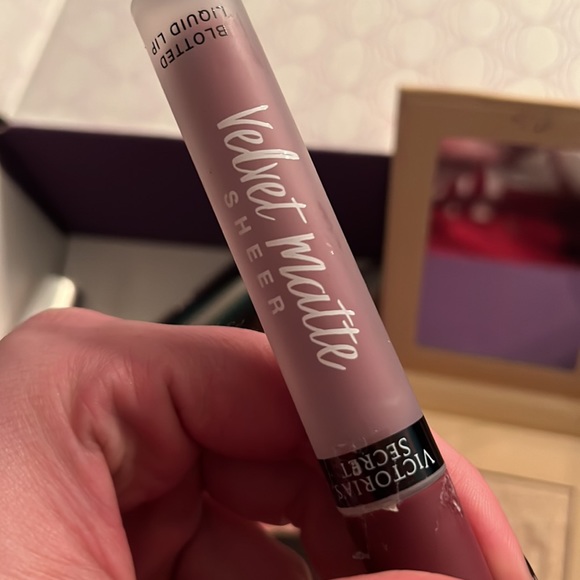 BLOTTED
LIQUID LIP
Velvet Matte
SHEER
VICTORIA'S
SECRET